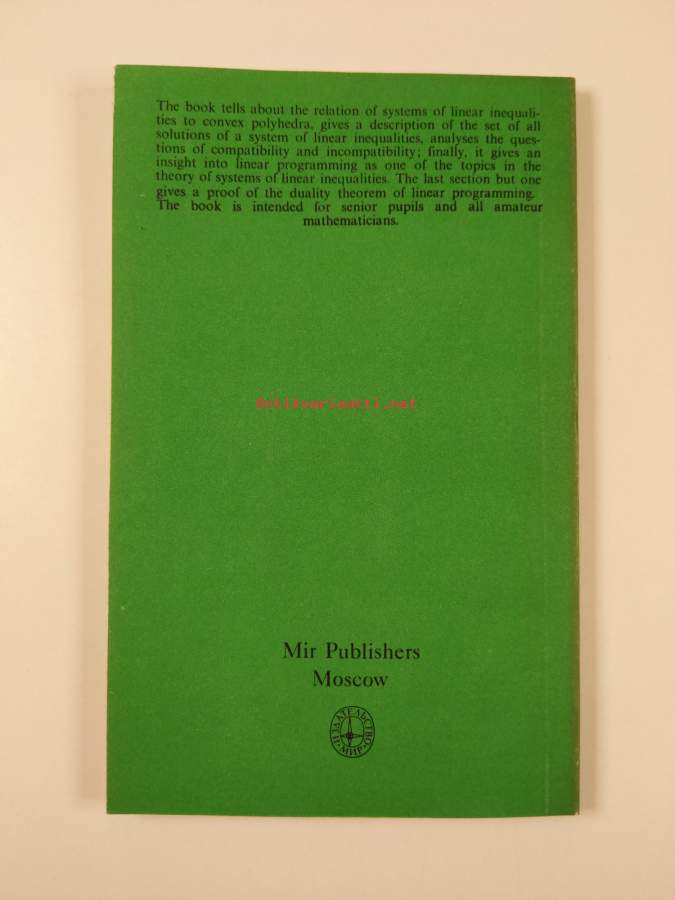 The book tells about the relation of systems of linear inequali-
ties to convex polyhedra, gives a description of the set of all
solutions of a system of linear inequalities, analyses the ques-
tions of compatibility and incompatibility; finally, it gives an
insight into linear programming as one of the topics in the
theory of systems of linear inequalities. The last section but one
gives a proof of the duality theorem of linear programming.
The book is intended for senior pupils and all amateur
mathematicians.
Antikvariaatti.net
Mir Publishers
Moscow
ИЗДАТЕЛЬСТВО
МИР